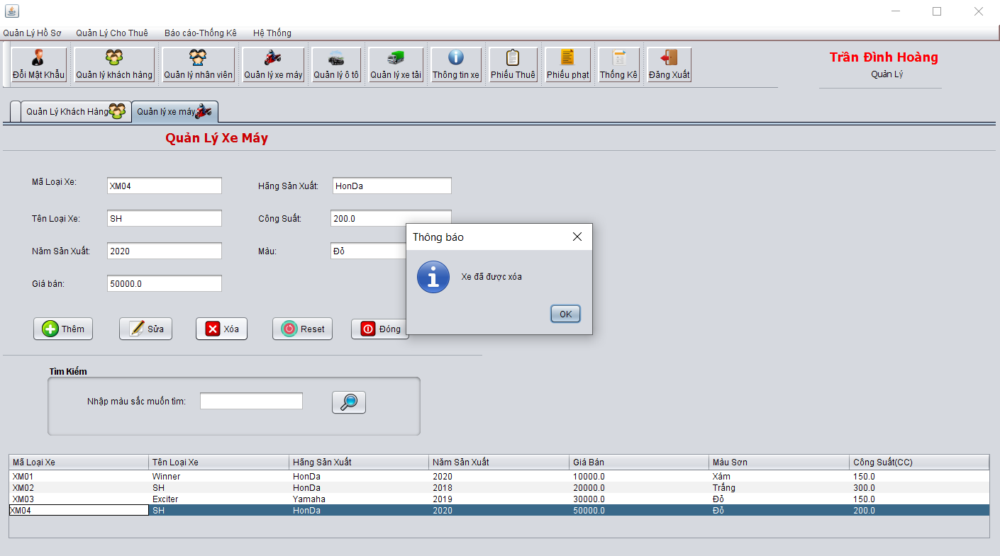 Quản Lý Hồ Sơ Quản Lý Cho Thuê Báo cáo-Thống Kê Hệ Thống
Đổi Mật Khẩu Quản lý khách hàng Quản lý nhân viên Quản lý xe máy Quản lý ô tô Quản lý xe tải Thông tin xe Phiếu Thuê Phiếu phạt Thống Kê Đăng Xuất
Trần Đình Hoàng
Quản Lý
Quản Lý Khách Hàng Quản lý xe máy
Quản Lý Xe Máy
Mã Loại Xe: XM04 Hãng Sản Xuất: HonDa
Tên Loại Xe: SH Công Suất: 200.0
Năm Sản Xuất: 2020 Màu: Đỏ
Giá bán: 50000.0
Thông báo
Xe đã được xóa
OK
Thêm Sửa Xóa Reset Đóng
Tìm Kiếm
Nhập màu sắc muốn tìm:
Mã Loại Xe Tên Loại Xe Hãng Sản Xuất Năm Sản Xuất Giá Bán Màu Sơn Công Suất(CC)
XM01 Winner HonDa 2020 10000.0 Xám 150.0
XM02 SH HonDa 2018 20000.0 Trắng 300.0
XM03 Exciter Yamaha 2019 30000.0 Đỏ 150.0
XM04 SH HonDa 2020 50000.0 Đỏ 200.0